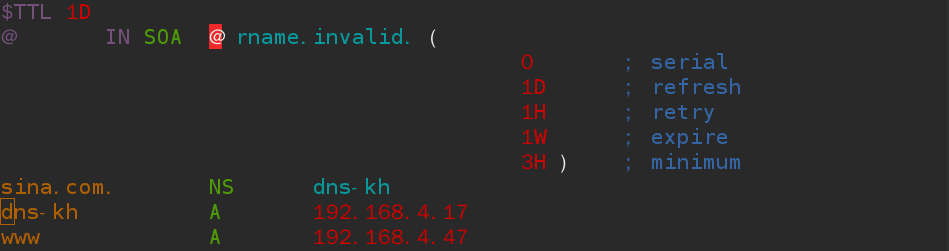 $TTL 1D
@ IN SOA @ rname.invalid. (
0 ; serial
1D ; refresh
1H ; retry
1W ; expire
3H ) ; minimum
sina.com. NS dns-kh
dns-kh A 192.168.4.17
www A 192.168.4.47